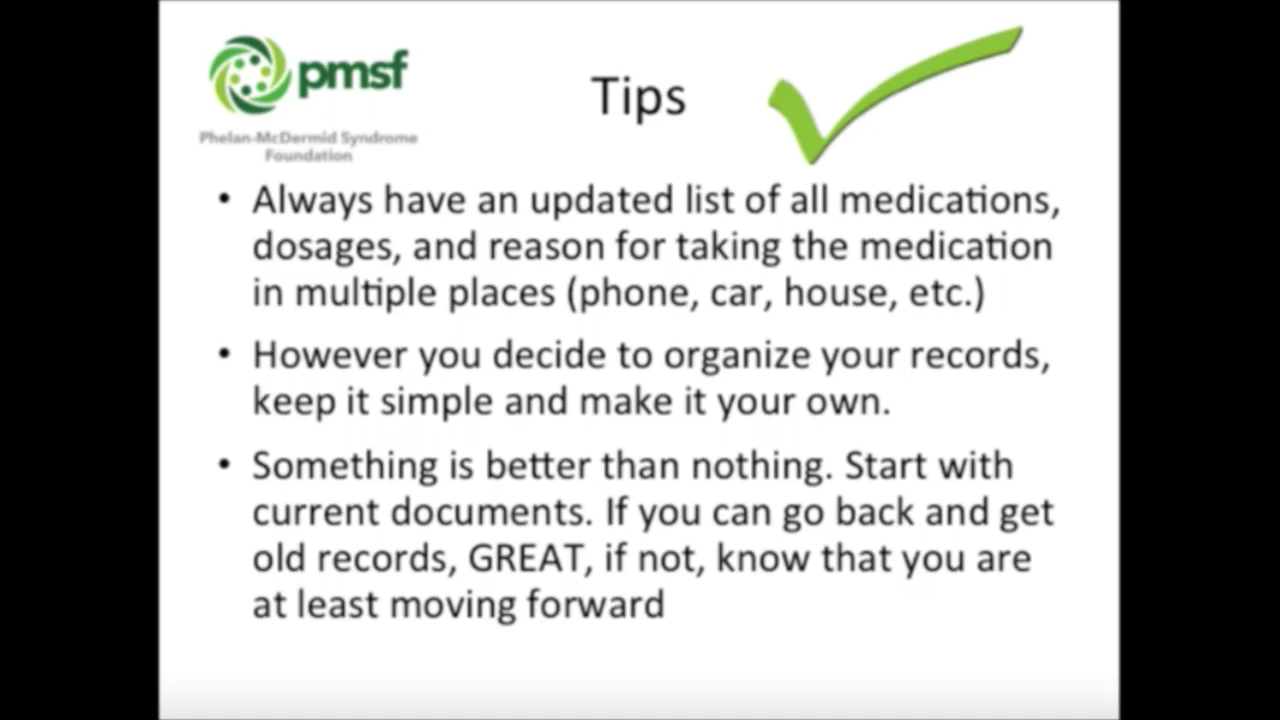 pmsf
Phelan-McDermid Syndrome
Foundation
Tips
• Always have an updated list of all medications,
dosages, and reason for taking the medication
in multiple places (phone, car, house, etc.)
• However you decide to organize your records,
keep it simple and make it your own.
• Something is better than nothing. Start with
current documents. If you can go back and get
old records, GREAT, if not, know that you are
at least moving forward